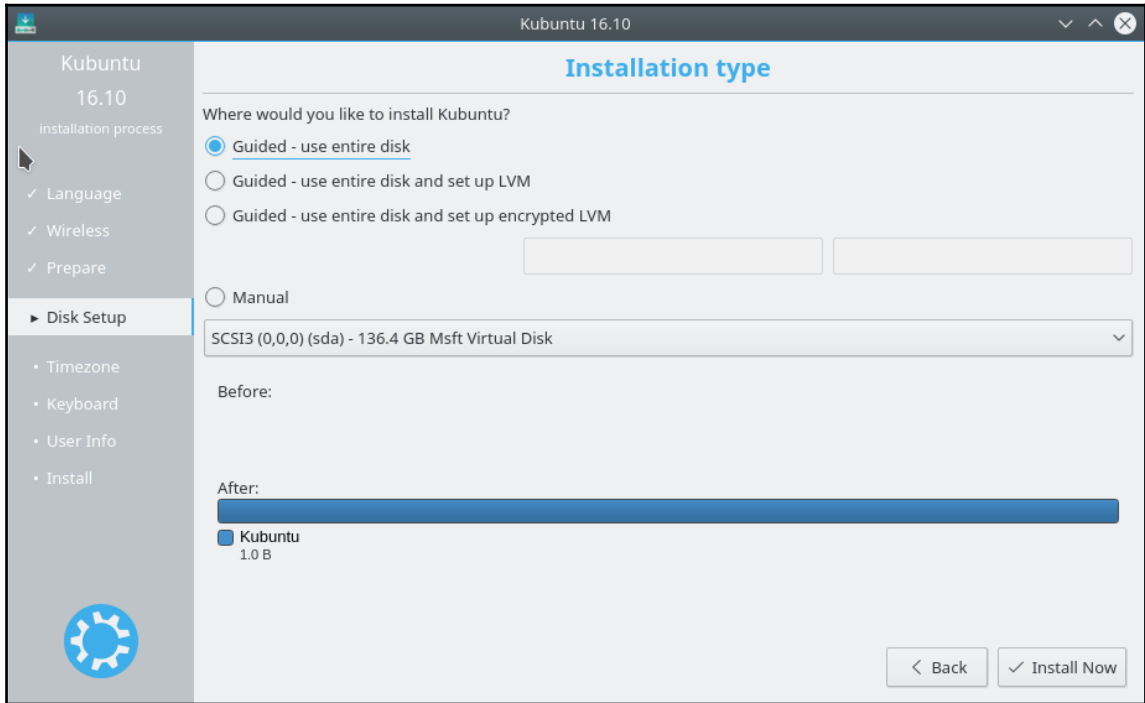 Kubuntu 16.10
Kubuntu
16.10
installation process
✓ Language
✓ Wireless
✓ Prepare
▸ Disk Setup
• Timezone
• Keyboard
• User Info
• Install
Installation type
Where would you like to install Kubuntu?
Guided - use entire disk
Guided - use entire disk and set up LVM
Guided - use entire disk and set up encrypted LVM
Manual
SCSI3 (0,0,0) (sda) - 136.4 GB Msft Virtual Disk
Before:
After:
Kubuntu
1.0 B
Back
Install Now